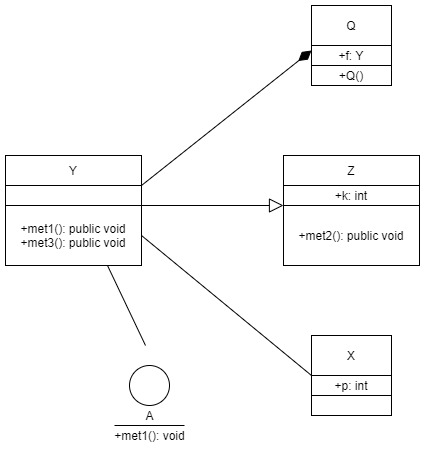 Q
+f: Y
+Q()
Y
+met1(): public void
+met3(): public void
Z
+k: int
+met2(): public void
X
+p: int
A
+met1(): void